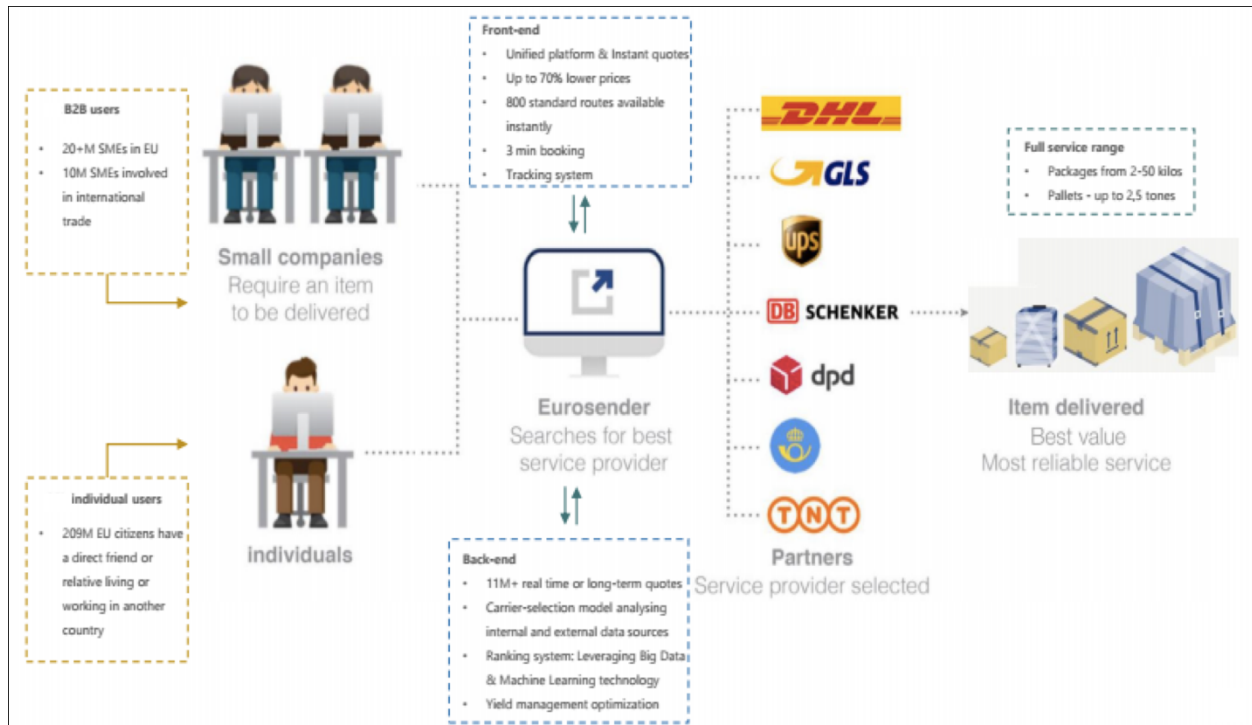 B2B users
• 20+M SMEs in EU
• 10M SMEs involved
in international
trade
Small companies
Require an item
to be delivered
individual users
• 209M EU citizens have
a direct friend or
relative living or
working in another
country
individuals
Front-end
• Unified platform & Instant quotes
• Up to 70% lower prices
• 800 standard routes available
instantly
• 3 min booking
• Tracking system
Eurosender
Searches for best
service provider
Back-end
• 11M+ real time or long-term quotes
• Carrier-selection model analysing
internal and external data sources
• Ranking system: Leveraging Big Data
& Machine Learning technology
• Yield management optimization
DHL
GLS
ups
DB SCHENKER
dpd
TNT
Partners
Service provider selected
Full service range
• Packages from 2-50 kilos
• Pallets - up to 2,5 tones
Item delivered
Best value
Most reliable service